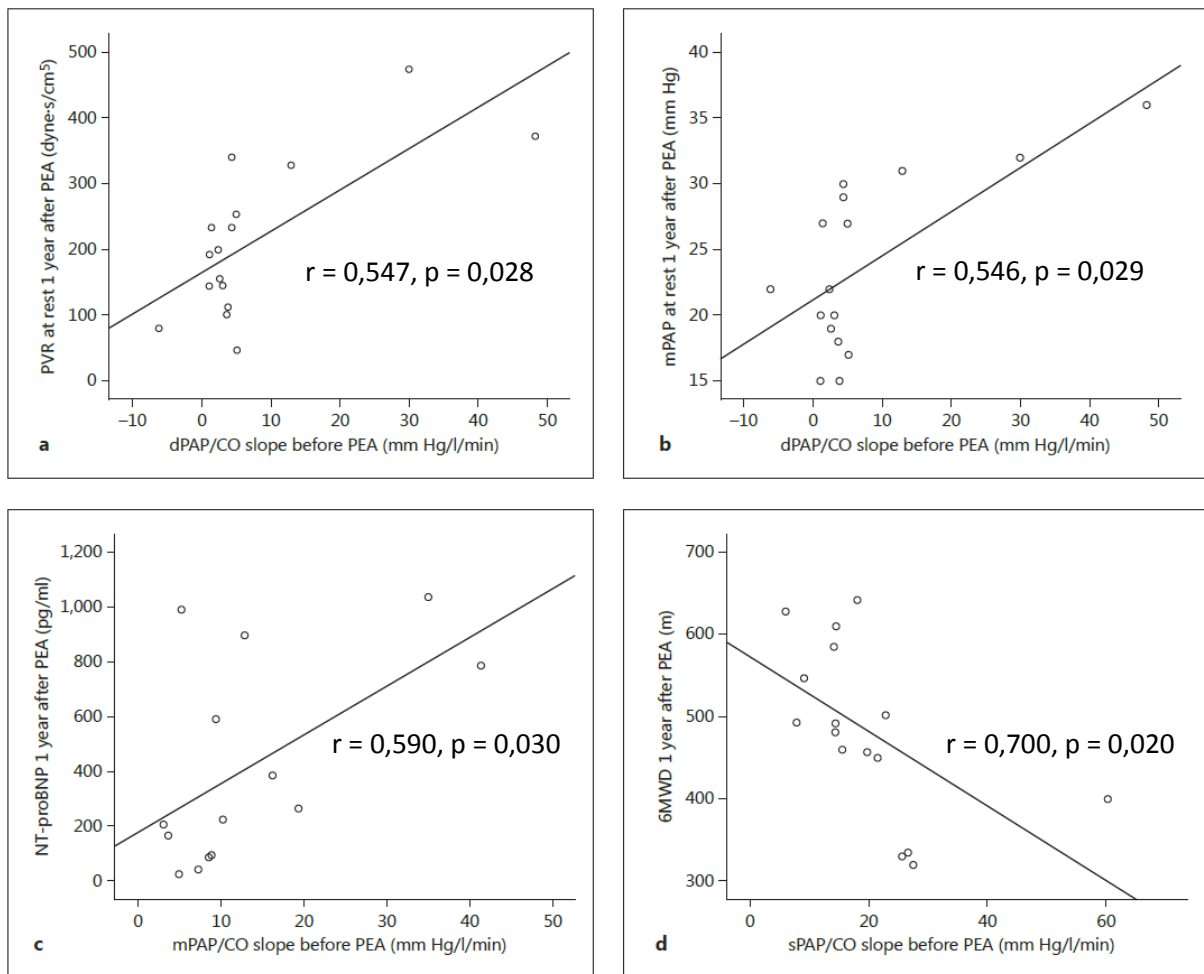 500
400
300
200
100
0
PVR at rest 1 year after PEA (dyne·s/cm⁵)
r = 0,547, p = 0,028
−10 0 10 20 30 40 50
a dPAP/CO slope before PEA (mm Hg/l/min)
40
35
30
25
20
15
mPAP at rest 1 year after PEA (mm Hg)
r = 0,546, p = 0,029
−10 0 10 20 30 40 50
b dPAP/CO slope before PEA (mm Hg/l/min)
1,200
1,000
800
600
400
200
0
NT-proBNP 1 year after PEA (pg/ml)
r = 0,590, p = 0,030
0 10 20 30 40 50
c mPAP/CO slope before PEA (mm Hg/l/min)
700
600
500
400
300
6MWD 1 year after PEA (m)
r = 0,700, p = 0,020
0 20 40 60
d sPAP/CO slope before PEA (mm Hg/l/min)